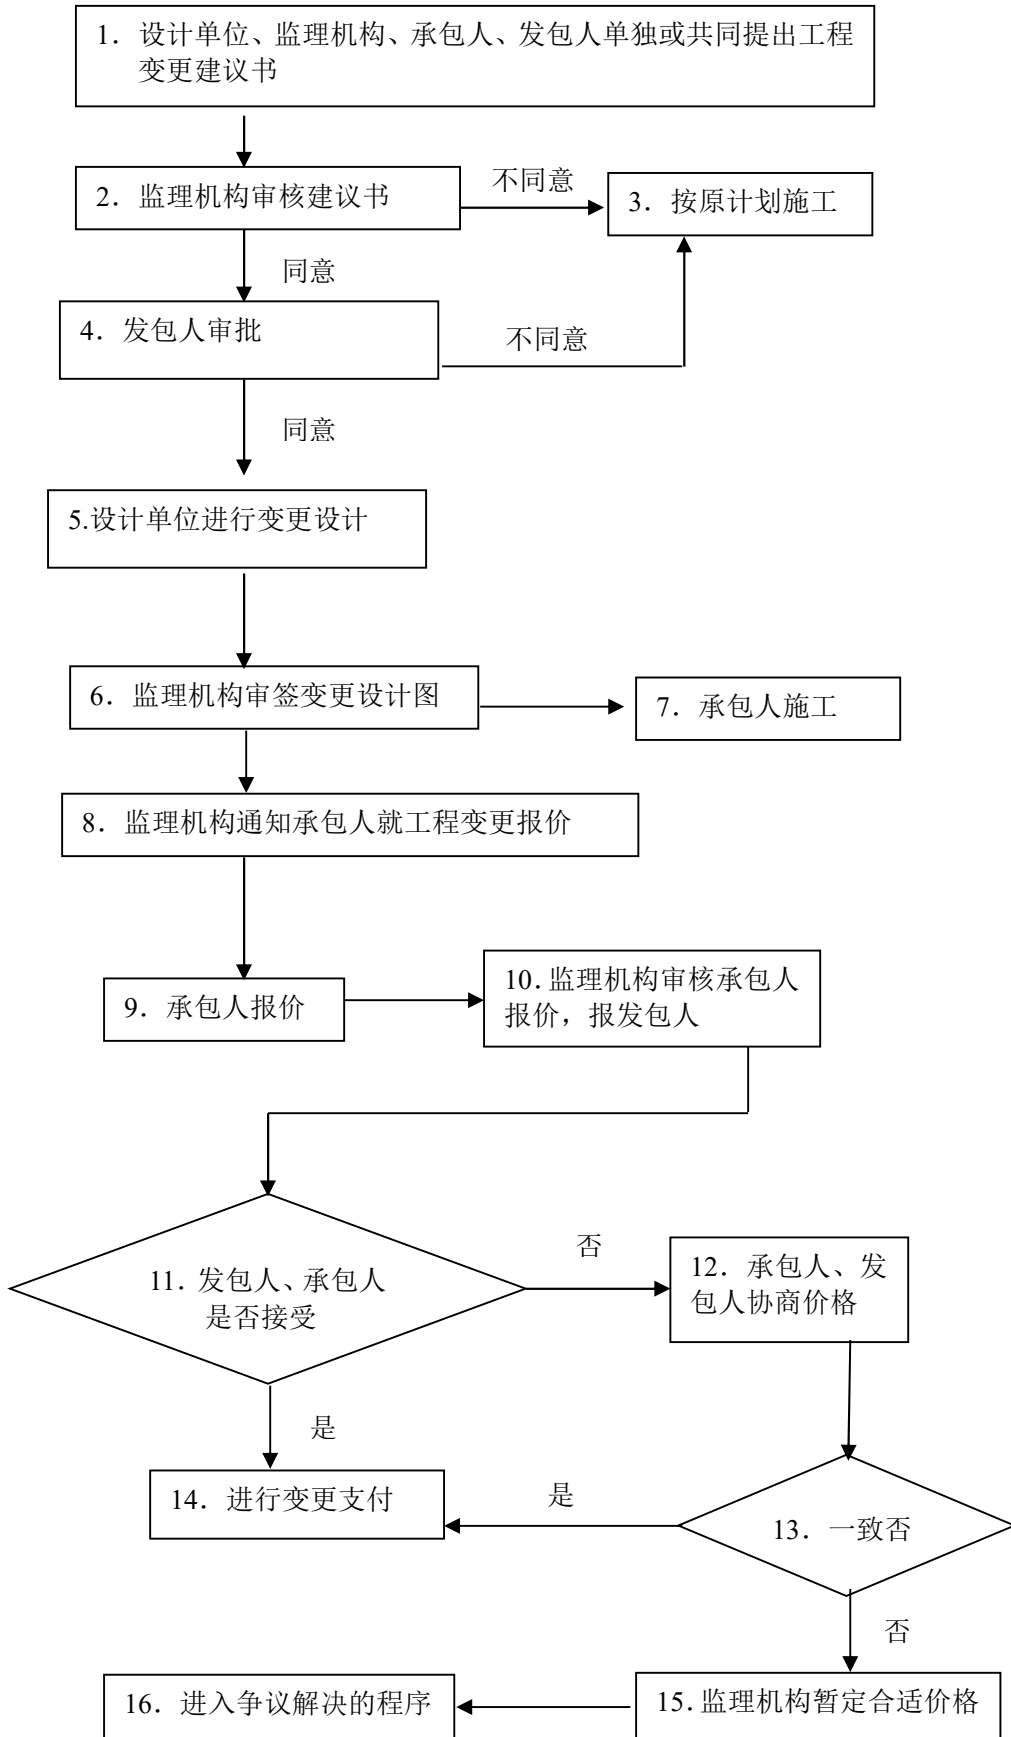 1．设计单位、监理机构、承包人、发包人单独或共同提出工程
变更建议书
2．监理机构审核建议书
不同意
3．按原计划施工
同意
4．发包人审批
不同意
同意
5.设计单位进行变更设计
6．监理机构审签变更设计图
7．承包人施工
8．监理机构通知承包人就工程变更报价
9．承包人报价
10.监理机构审核承包人
报价，报发包人
11．发包人、承包人
是否接受
否
12．承包人、发
包人协商价格
是
14．进行变更支付
是
13．一致否
否
16．进入争议解决的程序
15.监理机构暂定合适价格